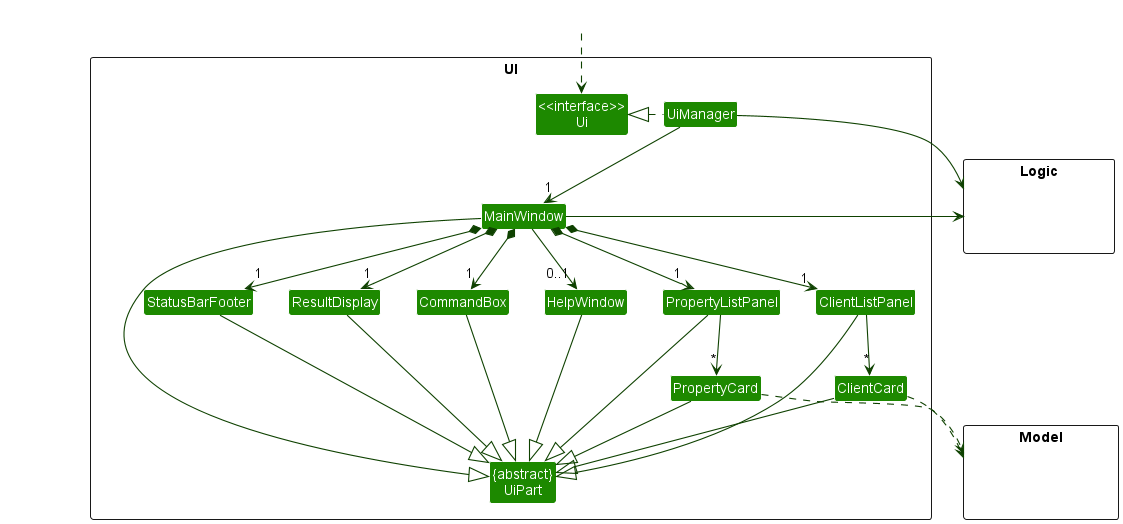 UI
<<interface>>
Ui
UiManager
Logic
1
MainWindow
1
1
1
0..1
1
1
StatusBarFooter
ResultDisplay
CommandBox
HelpWindow
PropertyListPanel
ClientListPanel
*
*
PropertyCard
ClientCard
Model
{abstract}
UiPart